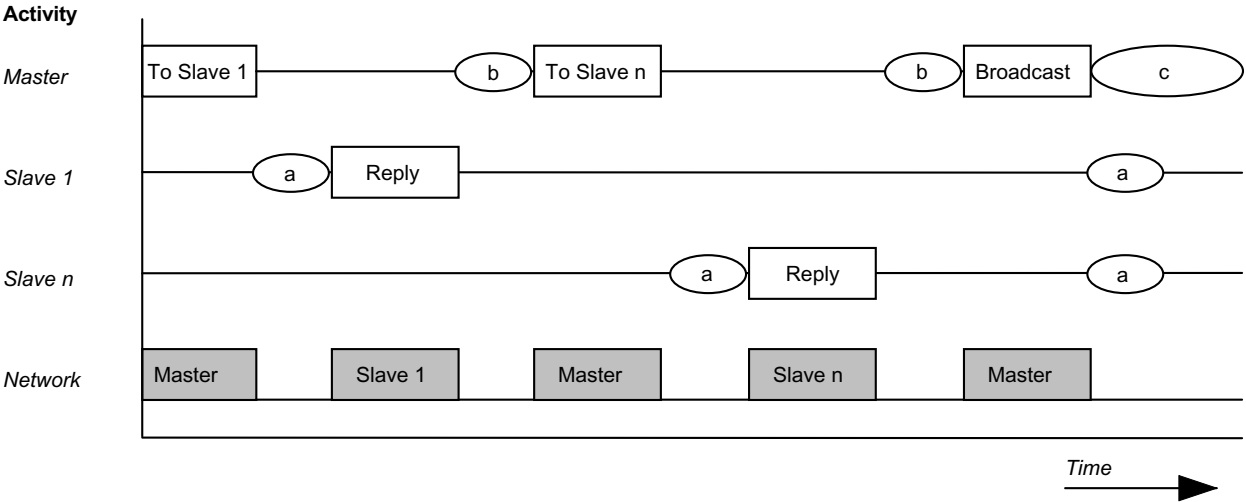 Activity
Master
To Slave 1
b
To Slave n
b
Broadcast
c
Slave 1
a
Reply
a
Slave n
a
Reply
a
Network
Master
Slave 1
Master
Slave n
Master
Time